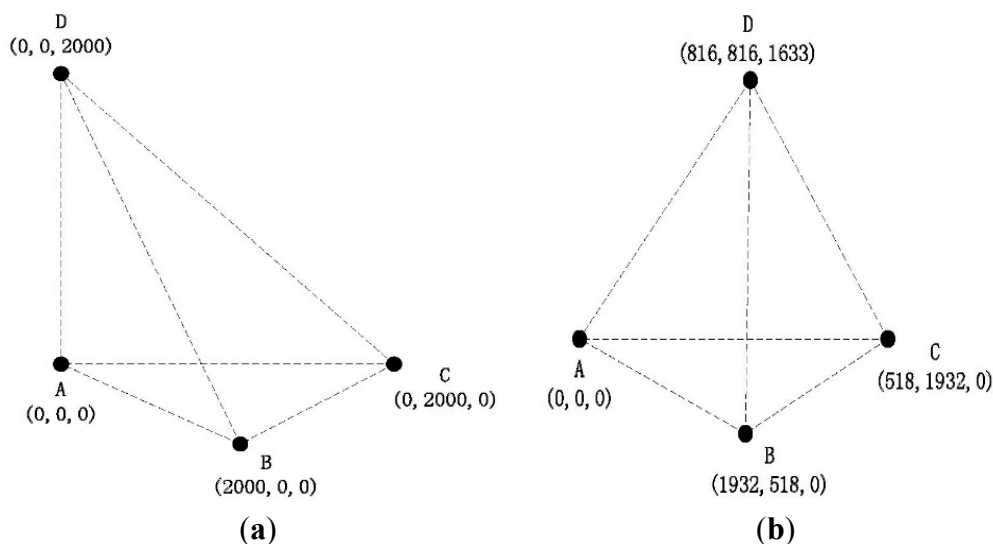 D
(0, 0, 2000)
A
(0, 0, 0)
B
(2000, 0, 0)
C
(0, 2000, 0)
(a)
D
(816, 816, 1633)
A
(0, 0, 0)
B
(1932, 518, 0)
C
(518, 1932, 0)
(b)